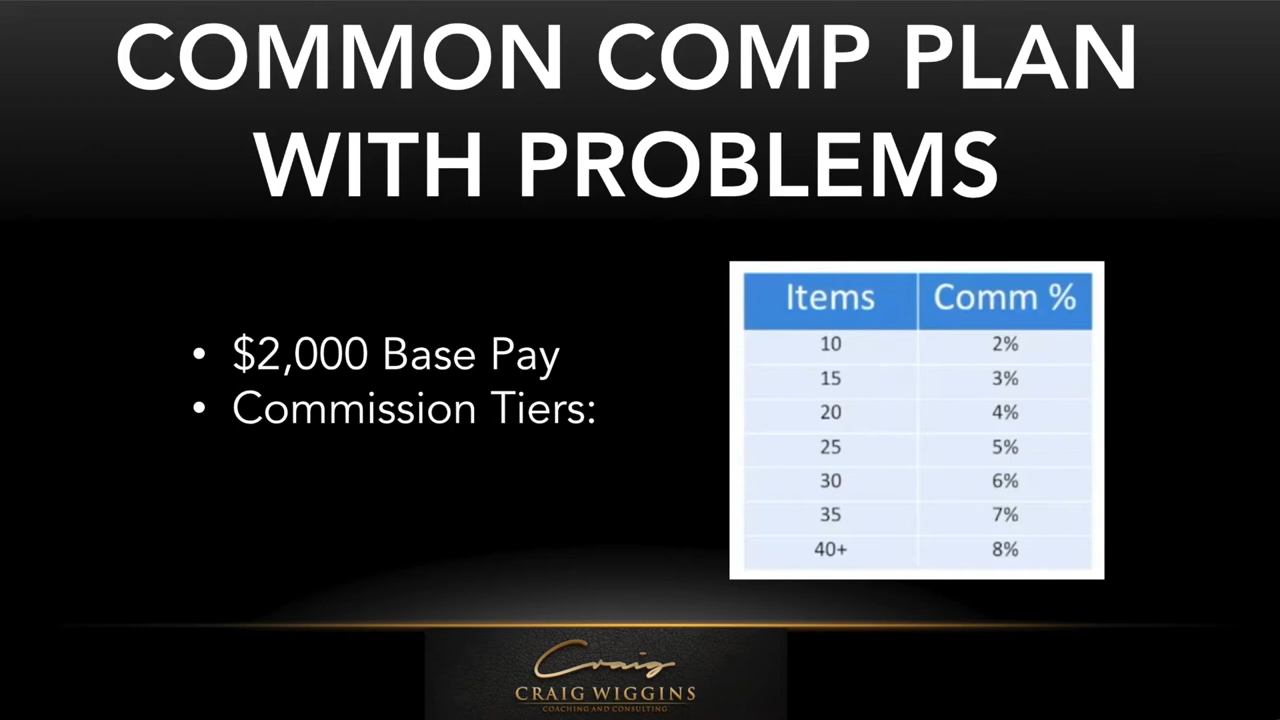 COMMON COMP PLAN
WITH PROBLEMS
• $2,000 Base Pay
• Commission Tiers:
Items Comm %
10 2%
15 3%
20 4%
25 5%
30 6%
35 7%
40+ 8%
Craig
CRAIG WIGGINS
COACHING AND CONSULTING